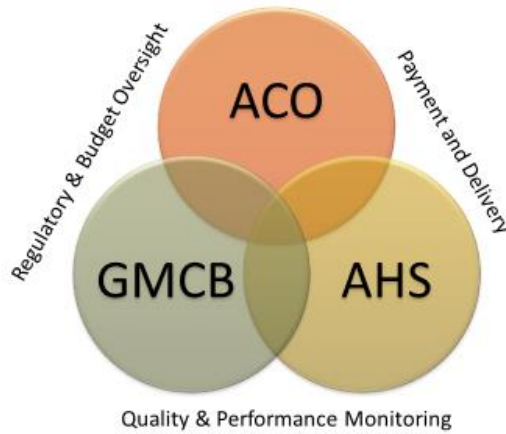 ACO
Regulatory & Budget Oversight
Payment and Delivery
GMCB
AHS
Quality & Performance Monitoring